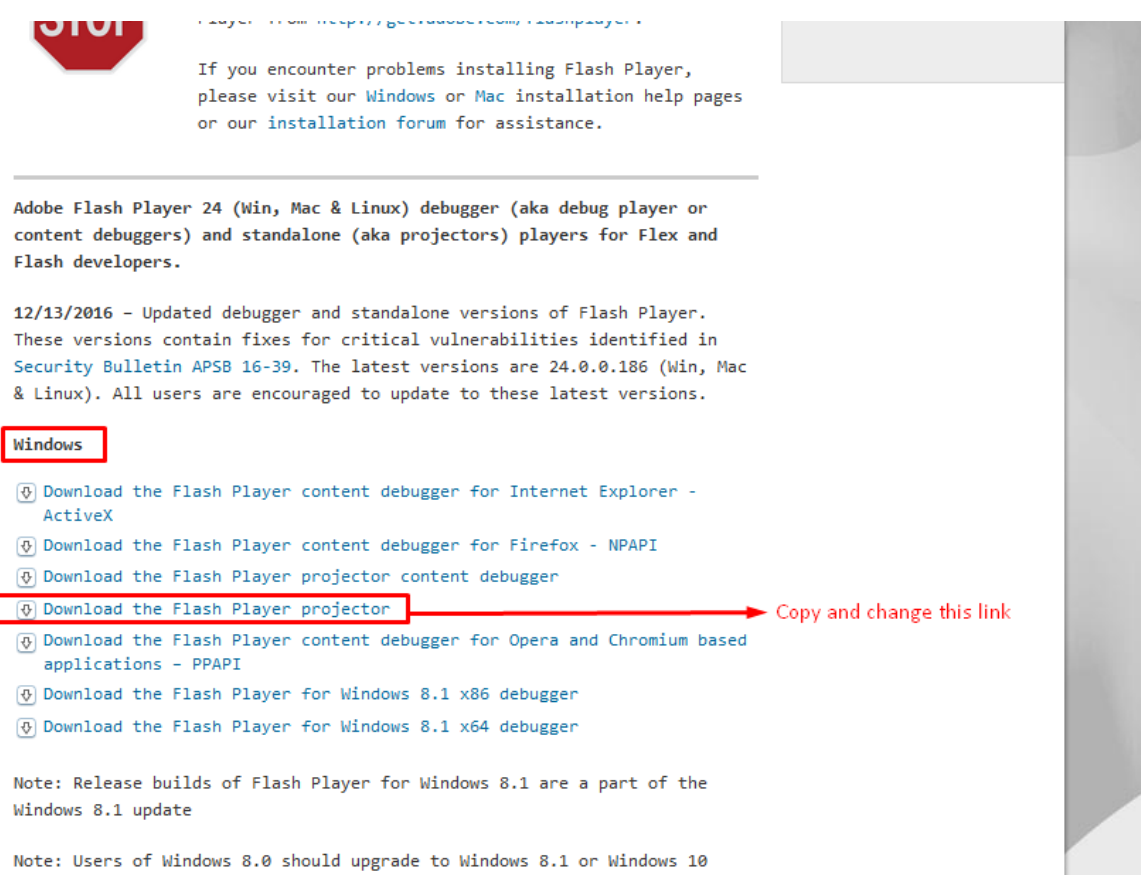 STOP
Player from http://get.adobe.com/flashplayer.
If you encounter problems installing Flash Player,
please visit our Windows or Mac installation help pages
or our installation forum for assistance.
Adobe Flash Player 24 (Win, Mac & Linux) debugger (aka debug player or
content debuggers) and standalone (aka projectors) players for Flex and
Flash developers.
12/13/2016 – Updated debugger and standalone versions of Flash Player.
These versions contain fixes for critical vulnerabilities identified in
Security Bulletin APSB 16-39. The latest versions are 24.0.0.186 (Win, Mac
& Linux). All users are encouraged to update to these latest versions.
Windows
Download the Flash Player content debugger for Internet Explorer -
ActiveX
Download the Flash Player content debugger for Firefox - NPAPI
Download the Flash Player projector content debugger
Download the Flash Player projector
Copy and change this link
Download the Flash Player content debugger for Opera and Chromium based
applications – PPAPI
Download the Flash Player for Windows 8.1 x86 debugger
Download the Flash Player for Windows 8.1 x64 debugger
Note: Release builds of Flash Player for Windows 8.1 are a part of the
Windows 8.1 update
Note: Users of Windows 8.0 should upgrade to Windows 8.1 or Windows 10